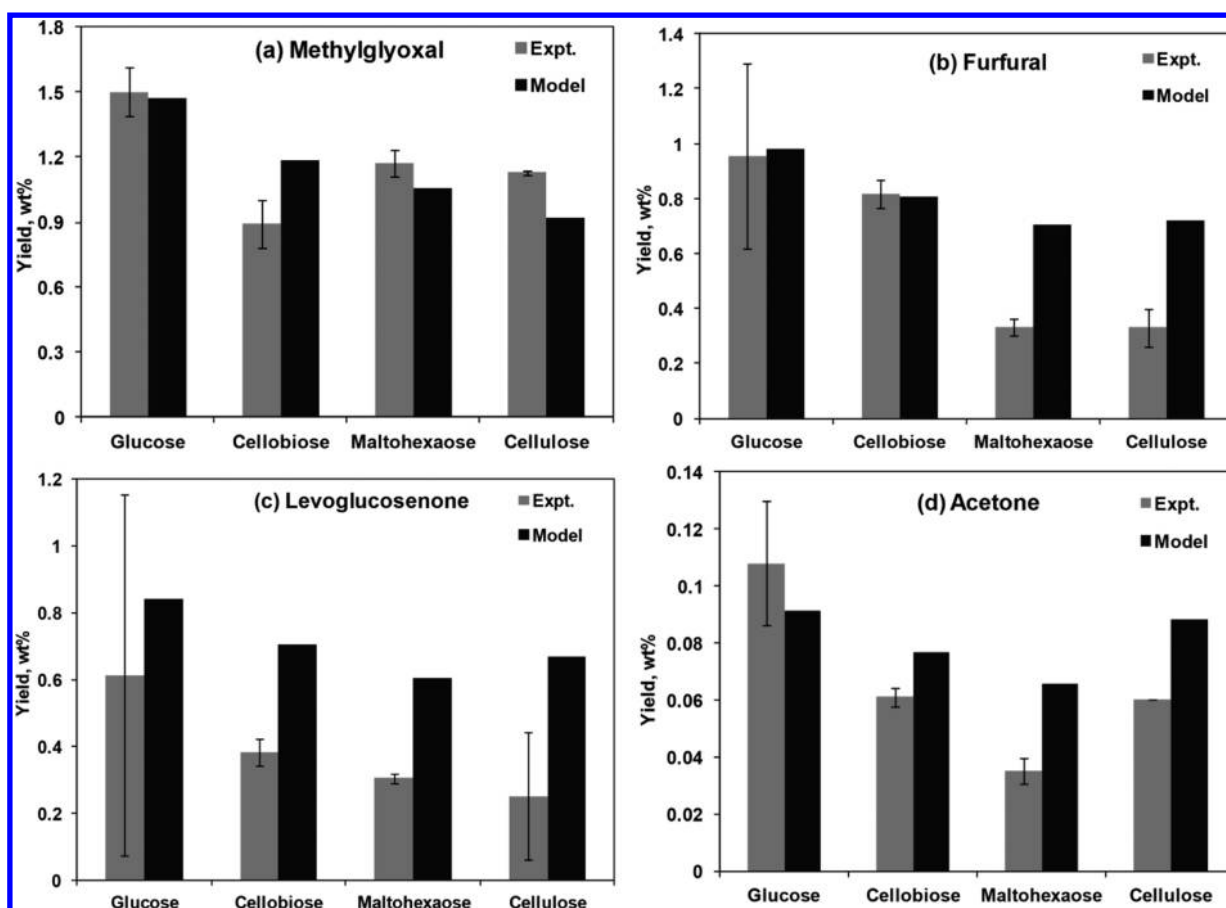 (a) Methylglyoxal
Expt.
Model
Yield, wt%
1.8
1.5
1.2
0.9
0.6
0.3
0
Glucose Cellobiose Maltohexaose Cellulose
(b) Furfural
Expt.
Model
Yield, wt%
1.4
1.2
1
0.8
0.6
0.4
0.2
0
Glucose Cellobiose Maltohexaose Cellulose
(c) Levoglucosenone
Expt.
Model
Yield, wt%
1.2
1
0.8
0.6
0.4
0.2
0
Glucose Cellobiose Maltohexaose Cellulose
(d) Acetone
Expt.
Model
Yield, wt%
0.14
0.12
0.1
0.08
0.06
0.04
0.02
0
Glucose Cellobiose Maltohexaose Cellulose